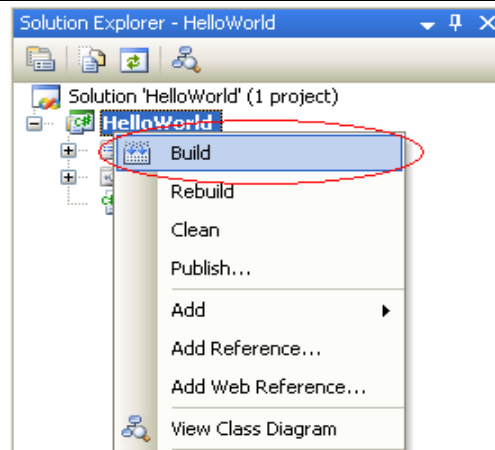 Solution Explorer - HelloWorld
Solution 'HelloWorld' (1 project)
HelloWorld
Build
Rebuild
Clean
Publish...
Add
Add Reference...
Add Web Reference...
View Class Diagram